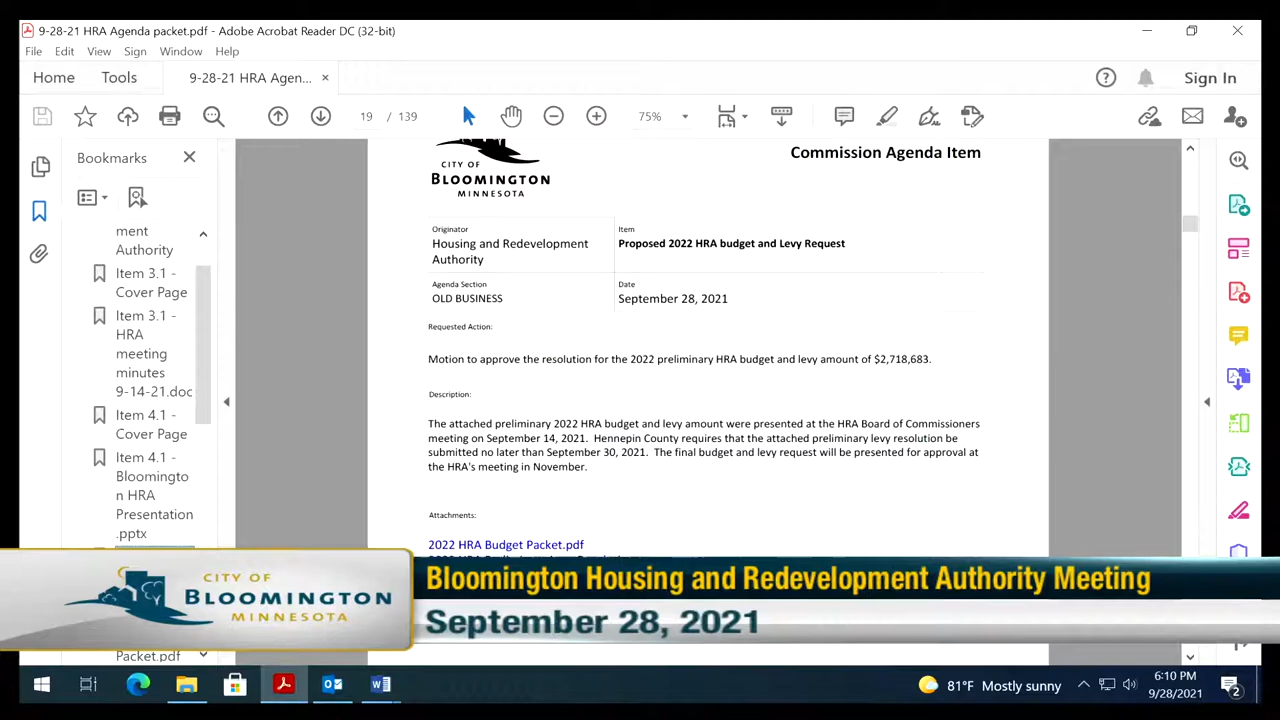 9-28-21 HRA Agenda packet.pdf - Adobe Acrobat Reader DC (32-bit)
File Edit View Sign Window Help
Home Tools 9-28-21 HRA Agen... × Sign In
19 / 139 75%
Bookmarks
ment
Authority
Item 3.1 -
Cover Page
Item 3.1 -
HRA
meeting
minutes
9-14-21.doc
Item 4.1 -
Cover Page
Item 4.1 -
Bloomingto
n HRA
Presentation
.pptx
Packet.pdf
CITY OF
BLOOMINGTON
MINNESOTA
Commission Agenda Item
Originator
Housing and Redevelopment
Authority
Item
Proposed 2022 HRA budget and Levy Request
Agenda Section
OLD BUSINESS
Date
September 28, 2021
Requested Action:
Motion to approve the resolution for the 2022 preliminary HRA budget and levy amount of $2,718,683.
Description:
The attached preliminary 2022 HRA budget and levy amount were presented at the HRA Board of Commissioners
meeting on September 14, 2021. Hennepin County requires that the attached preliminary levy resolution be
submitted no later than September 30, 2021. The final budget and levy request will be presented for approval at
the HRA's meeting in November.
Attachments:
2022 HRA Budget Packet.pdf
CITY OF
BLOOMINGTON
MINNESOTA
Bloomington Housing and Redevelopment Authority Meeting
September 28, 2021
81°F Mostly sunny
6:10 PM
9/28/2021
2